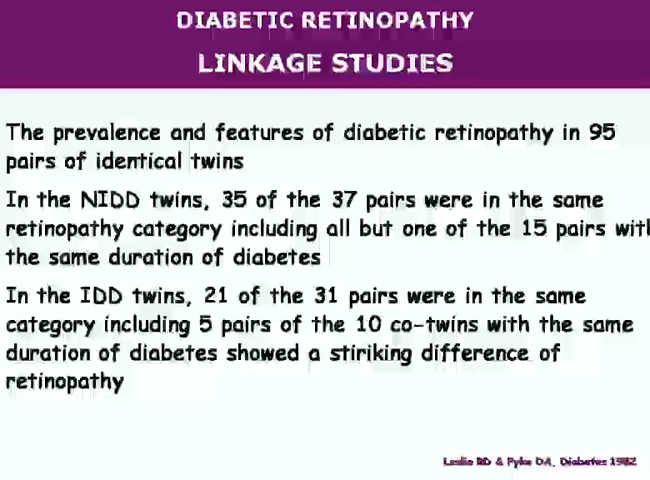 DIABETIC RETINOPATHY
LINKAGE STUDIES
The prevalence and features of diabetic retinopathy in 95
pairs of identical twins
In the NIDD twins, 35 of the 37 pairs were in the same
retinopathy category including all but one of the 15 pairs with
the same duration of diabetes
In the IDD twins, 21 of the 31 pairs were in the same
category including 5 pairs of the 10 co-twins with the same
duration of diabetes showed a stiriking difference of
retinopathy
Leslie RD & Pyke DA, Diabetes 1982